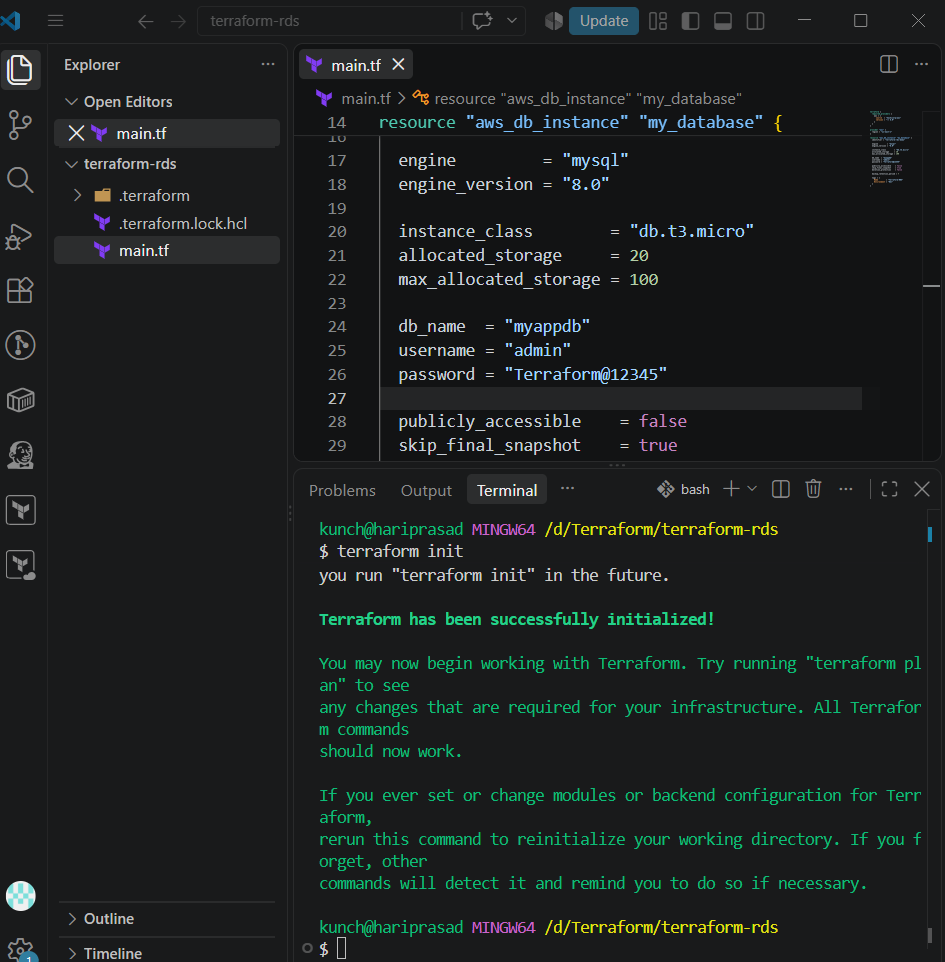 terraform-rds
Update
Explorer
Open Editors
main.tf
terraform-rds
.terraform
.terraform.lock.hcl
main.tf
Outline
Timeline
1
main.tf
main.tf > resource "aws_db_instance" "my_database"
14 resource "aws_db_instance" "my_database" {
16
17 engine = "mysql"
18 engine_version = "8.0"
19
20 instance_class = "db.t3.micro"
21 allocated_storage = 20
22 max_allocated_storage = 100
23
24 db_name = "myappdb"
25 username = "admin"
26 password = "Terraform@12345"
27
28 publicly_accessible = false
29 skip_final_snapshot = true
Problems Output Terminal bash
kunch@hariprasad MINGW64 /d/Terraform/terraform-rds
$ terraform init
you run "terraform init" in the future.
Terraform has been successfully initialized!
You may now begin working with Terraform. Try running "terraform pl
an" to see
any changes that are required for your infrastructure. All Terrafor
m commands
should now work.
If you ever set or change modules or backend configuration for Terr
aform,
rerun this command to reinitialize your working directory. If you f
orget, other
commands will detect it and remind you to do so if necessary.
kunch@hariprasad MINGW64 /d/Terraform/terraform-rds
$